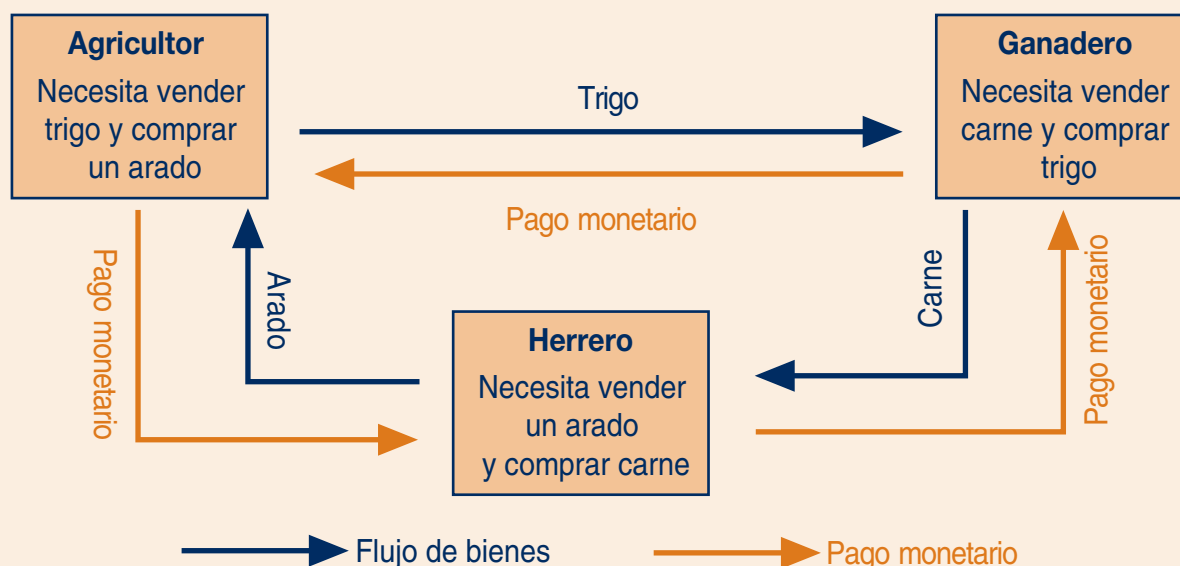 Agricultor
Necesita vender
trigo y comprar
un arado
Trigo
Pago monetario
Ganadero
Necesita vender
carne y comprar
trigo
Pago monetario
Arado
Herrero
Necesita vender
un arado
y comprar carne
Carne
Pago monetario
Flujo de bienes
Pago monetario